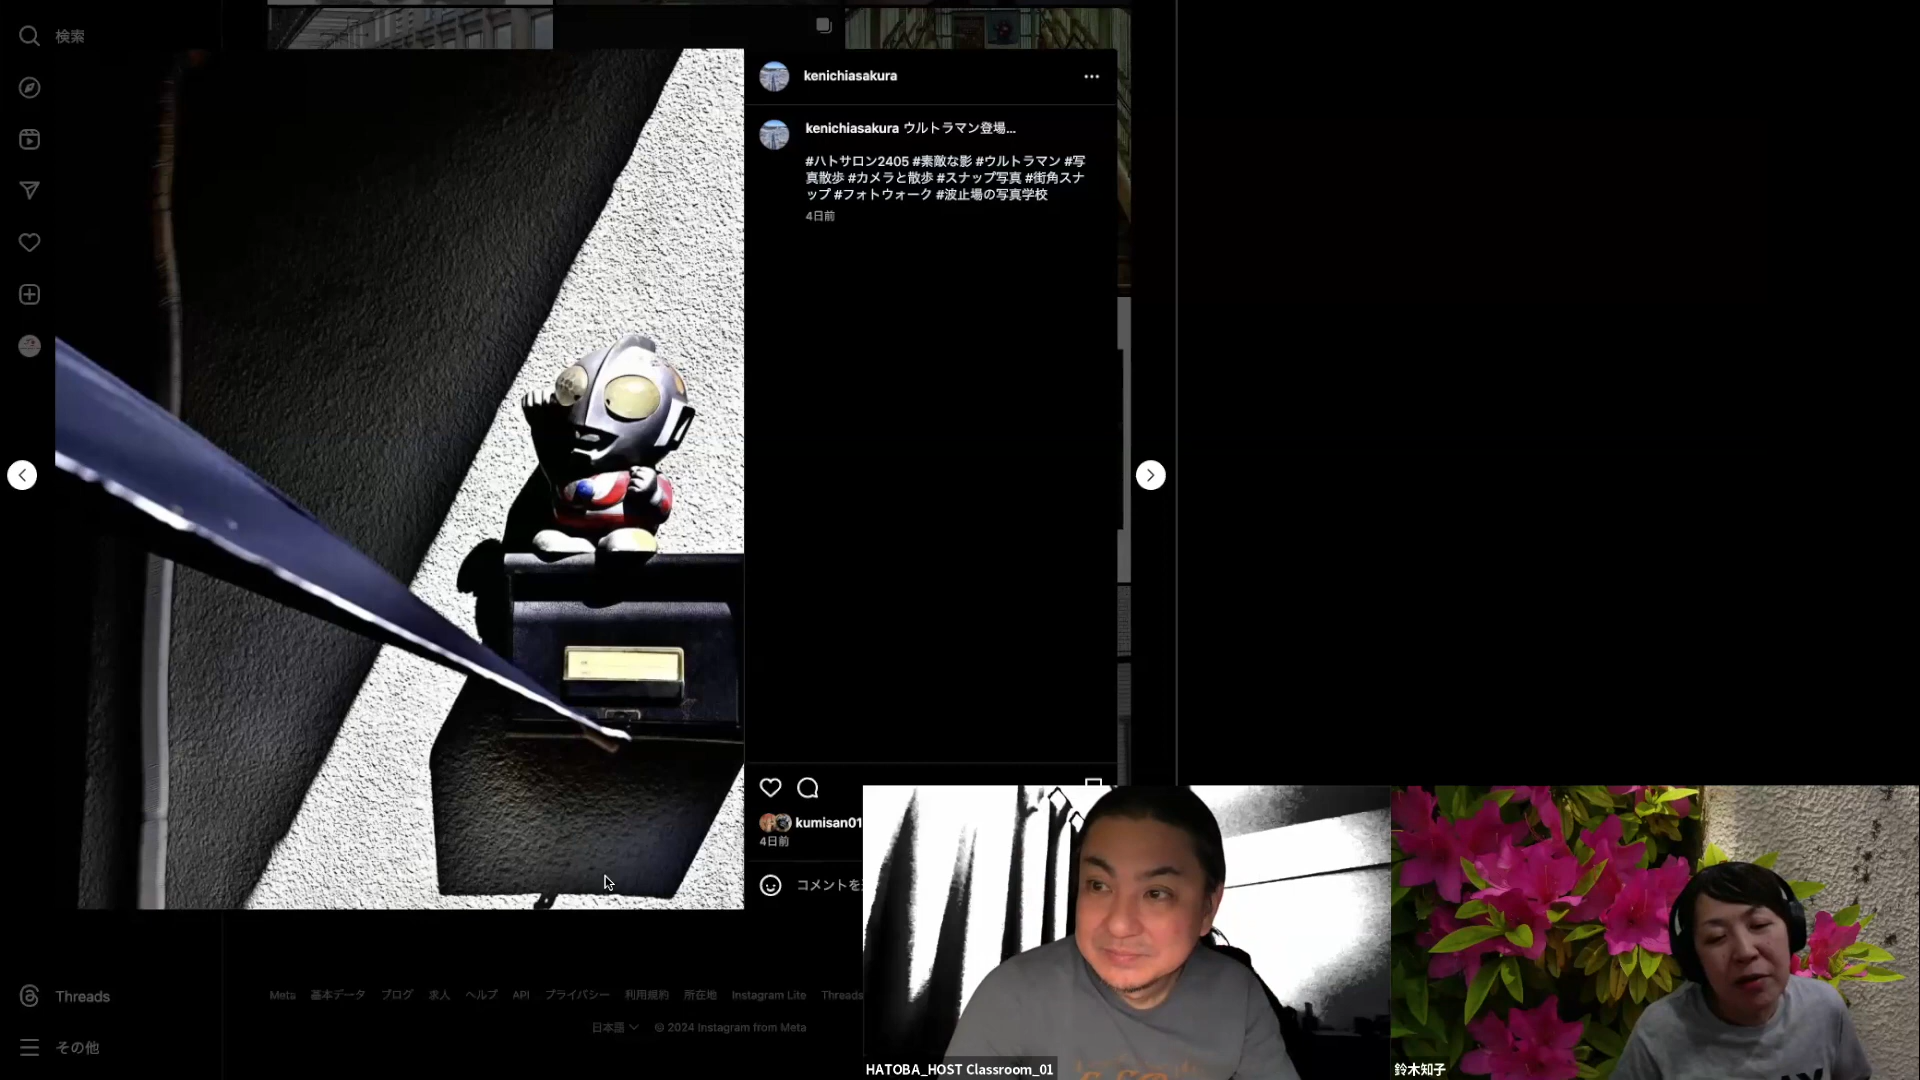 検索
kenichiasakura
kenichiasakura ウルトラマン登場...
#ハトサロン2405 #素敵な影 #ウルトラマン #写
真散歩 #カメラと散歩 #スナップ写真 #街角スナ
ップ #フォトウォーク #波止場の写真学校
4日前
kumisan01
4日前
コメントを
Threads
その他
Meta 基本データ ブログ 求人 ヘルプ API プライバシー 利用規約 所在地 Instagram Lite Threads
日本語 © 2024 Instagram from Meta
HATOBA_HOST Classroom_01
鈴木知子